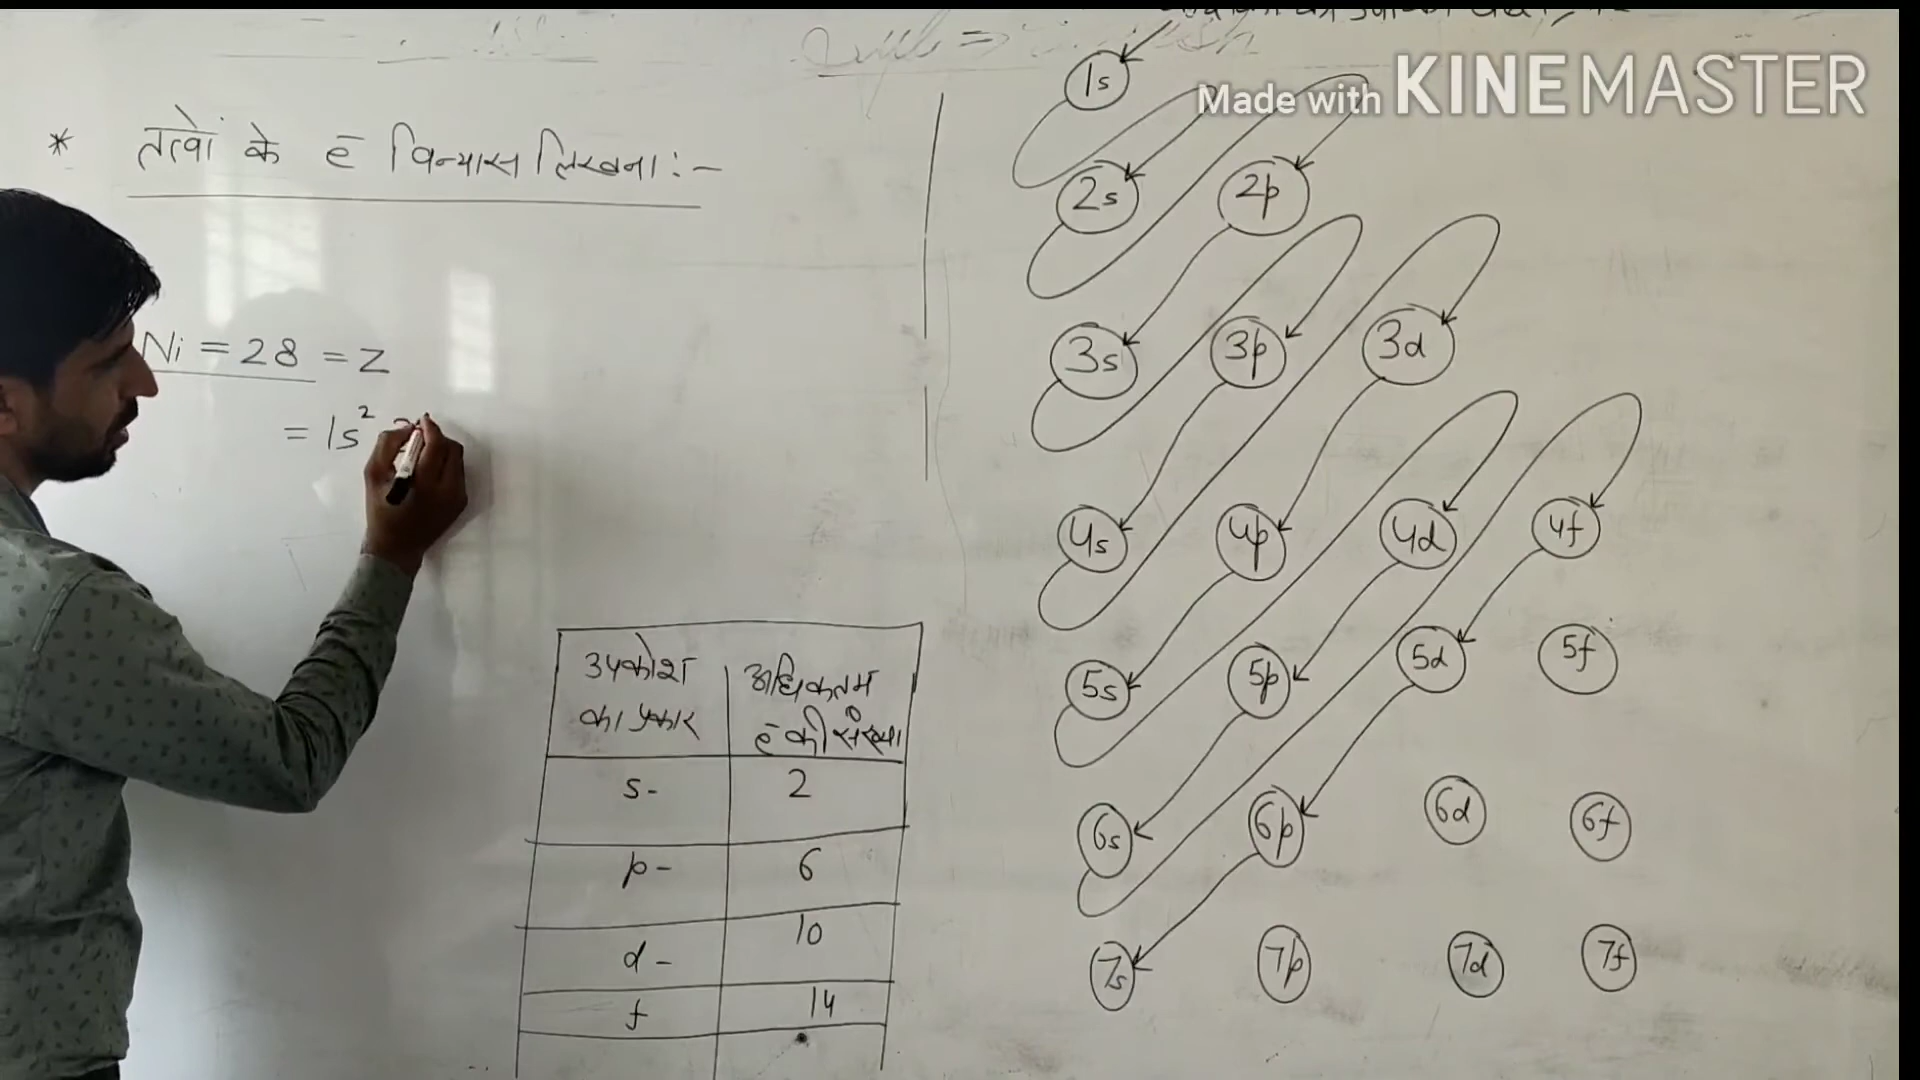 Made with KINEMASTER
* तत्वों के ē विन्यास लिखना :-
Ni = 28 = Z
= 1s² 2
1s
2s 2p
3s 3p 3d
4s 4p 4d 4f
5s 5p 5d 5f
6s 6p 6d 6f
7s 7p 7d 7f
उपकोश का प्रकार
अधिकतम ē की संख्या
s- 2
p- 6
d- 10
f 14